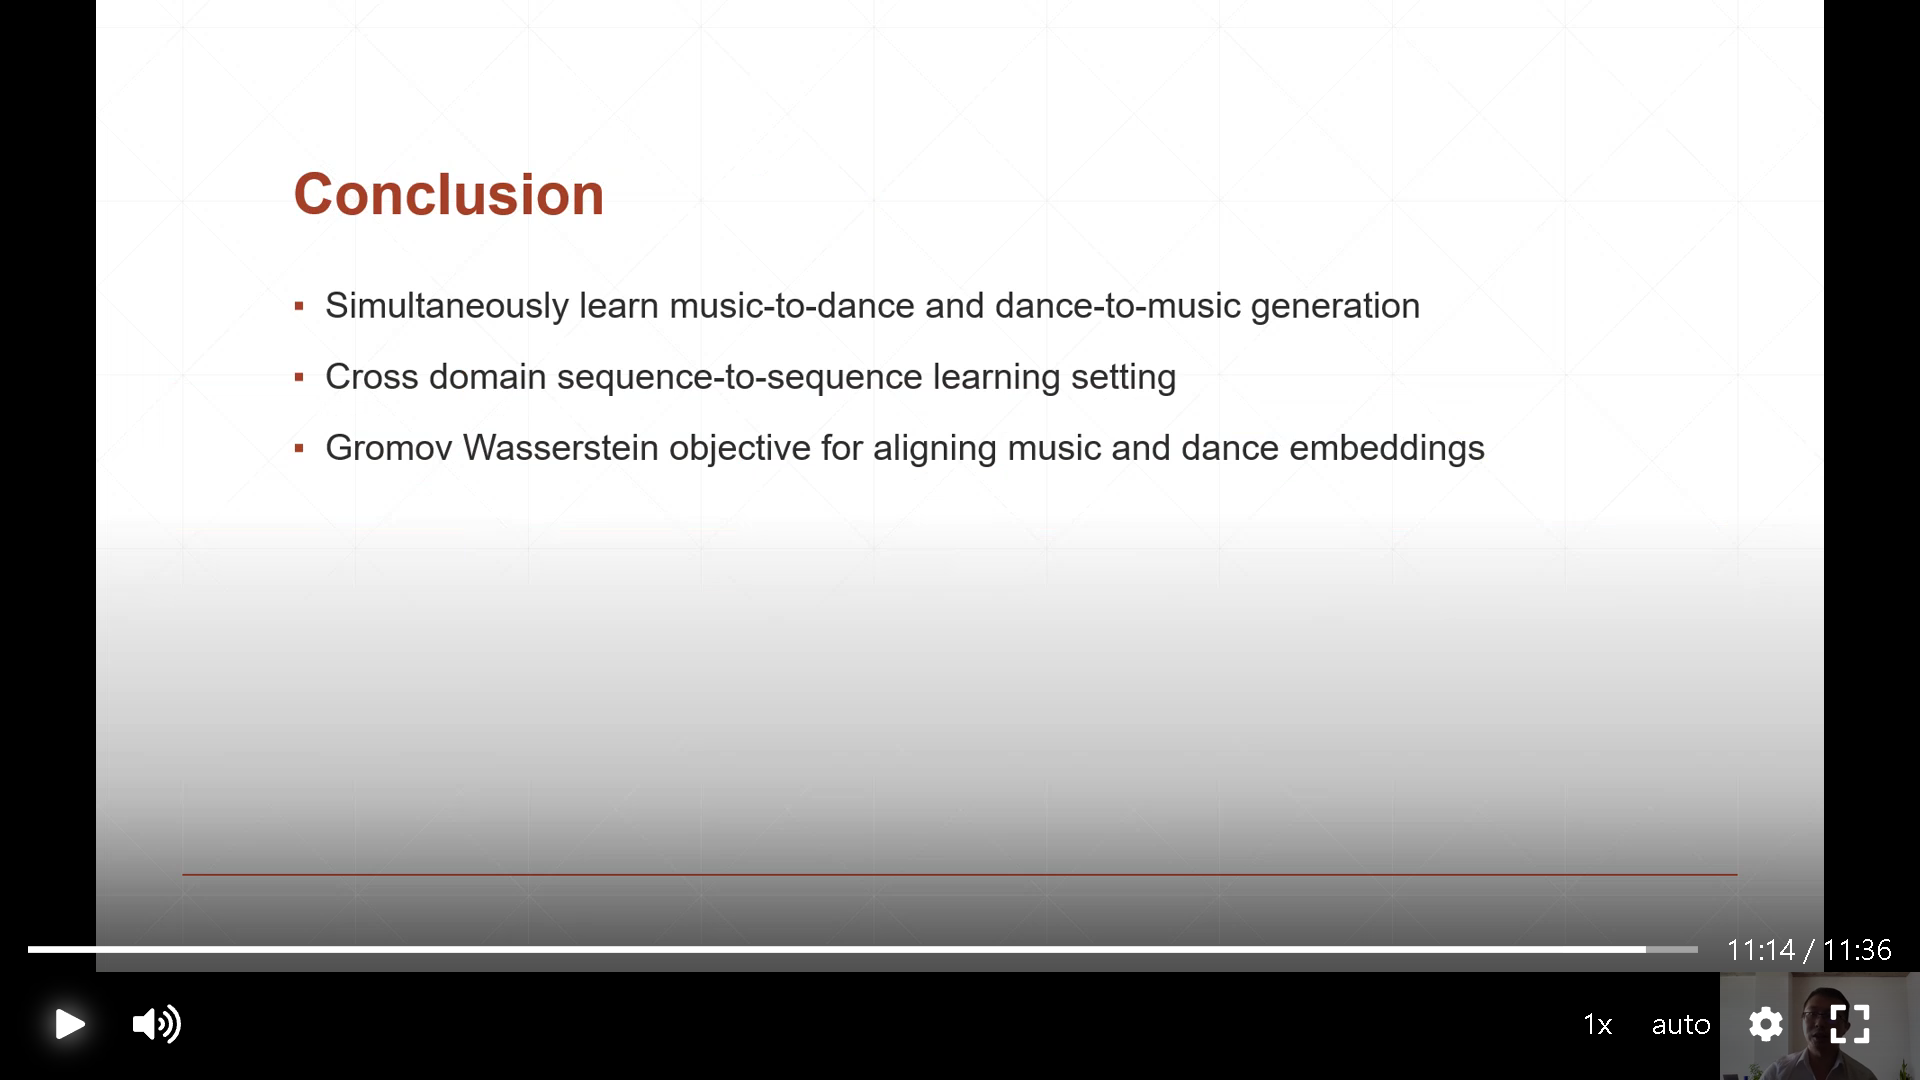 Conclusion
▪ Simultaneously learn music-to-dance and dance-to-music generation
▪ Cross domain sequence-to-sequence learning setting
▪ Gromov Wasserstein objective for aligning music and dance embeddings
11:14 / 11:36
1x auto